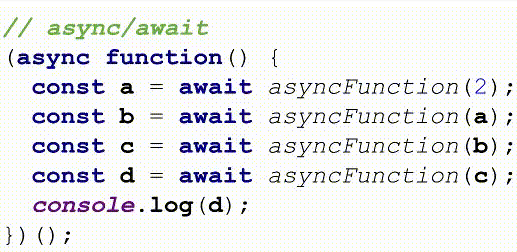 // async/await
(async function() {
  const a = await asyncFunction(2);
  const b = await asyncFunction(a);
  const c = await asyncFunction(b);
  const d = await asyncFunction(c);
  console.log(d);
})();